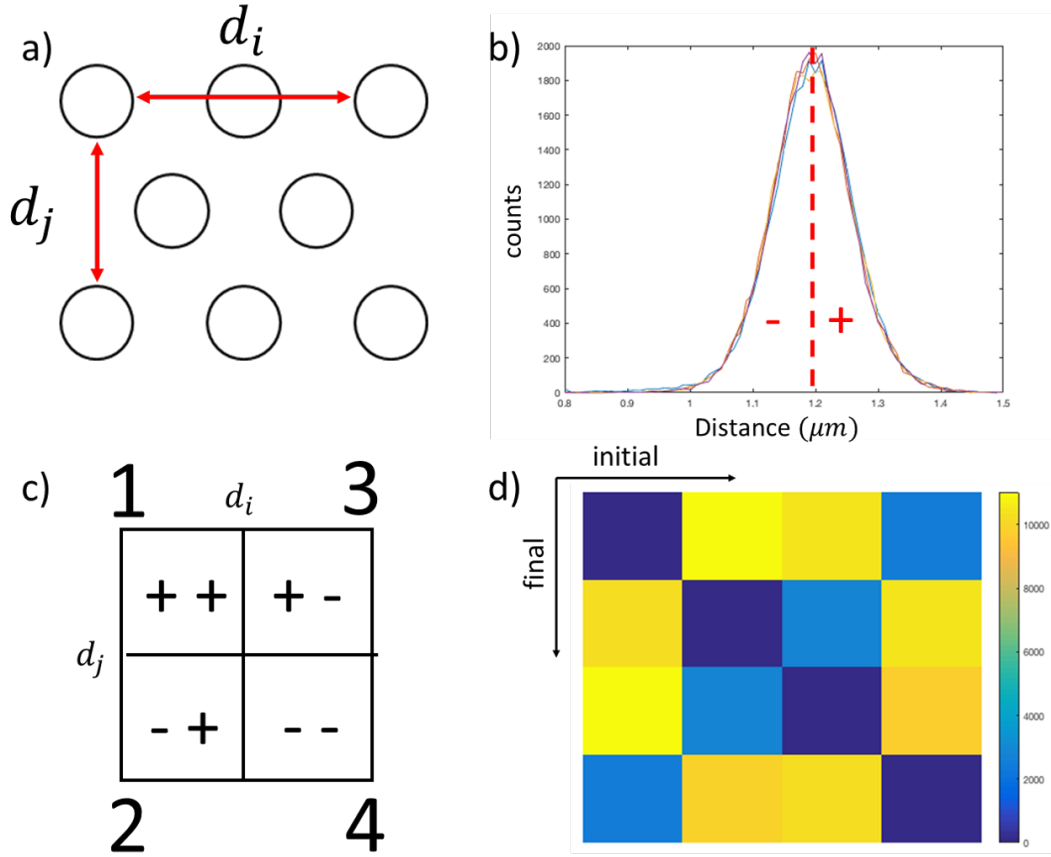 a)
d_i
d_j
b)
2000
1800
1600
1400
1200
1000
800
600
400
200
0
counts
- +
0.8 0.9 1 1.1 1.2 1.3 1.4 1.5
Distance (μm)
c)
1 3
d_i
+ + + -
d_j
- + - -
2 4
d)
initial
final
10000
8000
6000
4000
2000
0